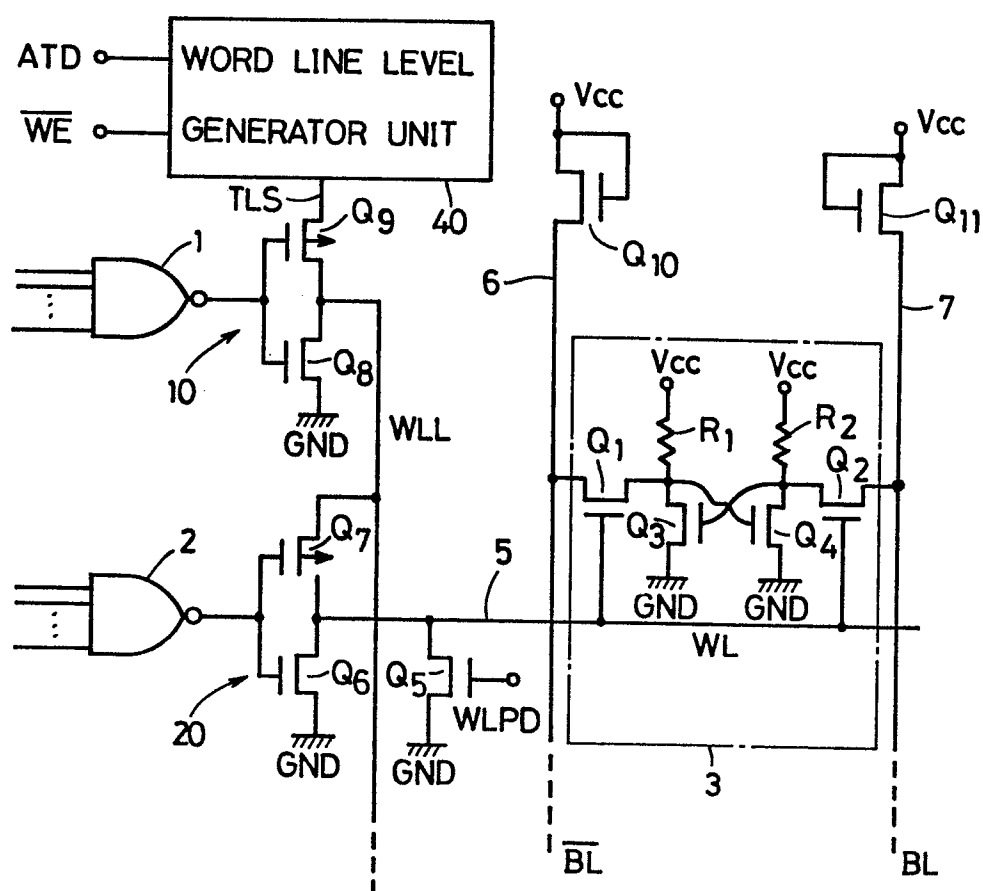 ATD
W̅E̅
WORD LINE LEVEL
GENERATOR UNIT
TLS
40
Q9
Vcc
Q10
Vcc
Q11
1
6
7
10
Q8
GND
WLL
Vcc
Vcc
R1
R2
Q1
Q2
Q3
Q4
GND
GND
2
Q7
5
WL
20
Q6
GND
Q5
WLPD
GND
3
B̅L̅
BL